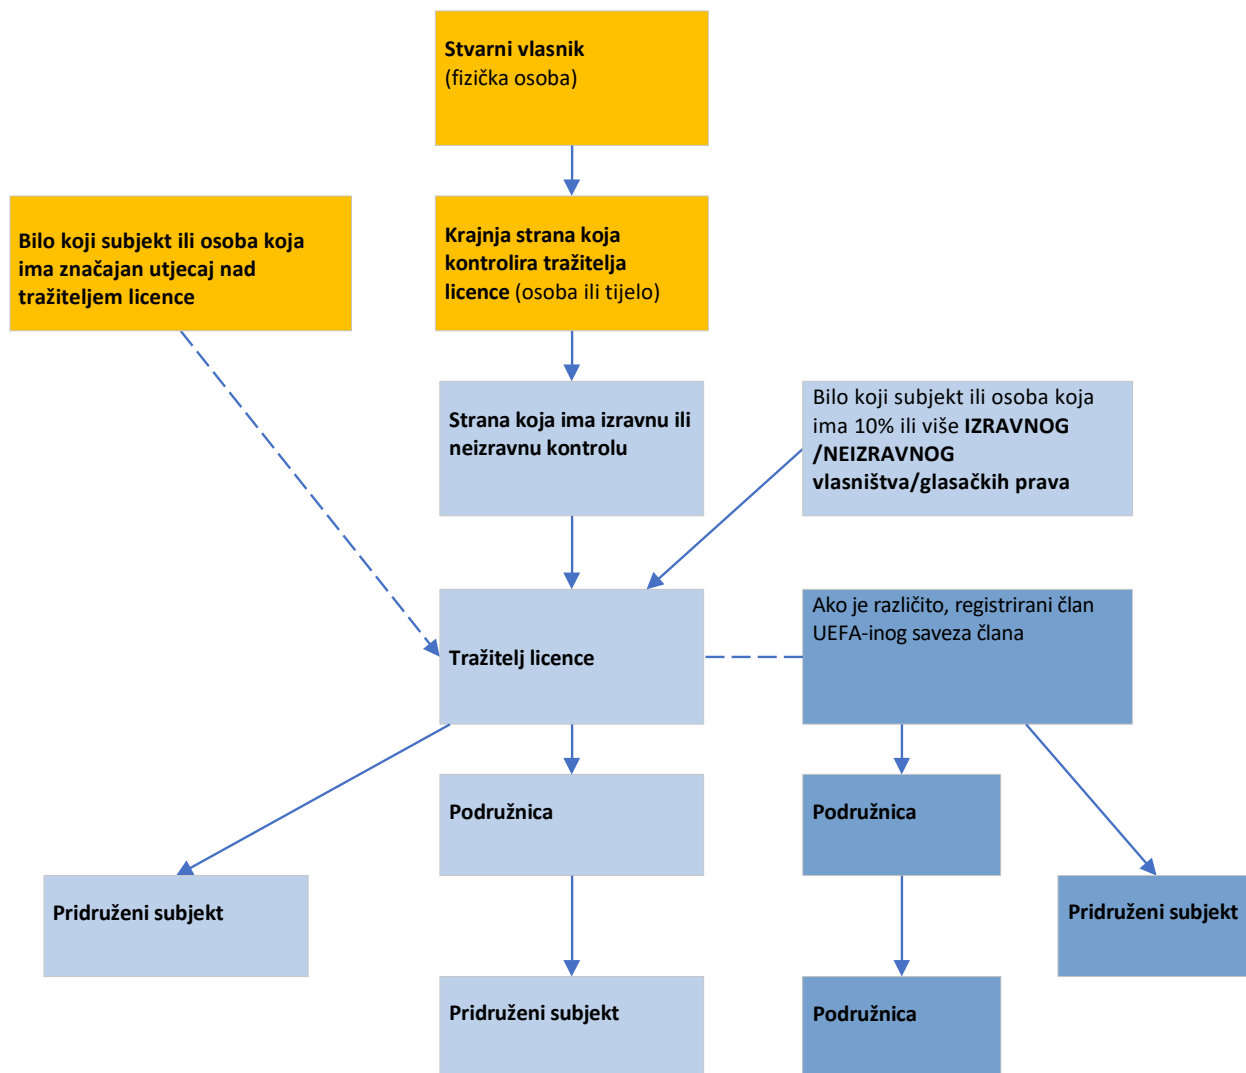 Stvarni vlasnik
(fizička osoba)
Bilo koji subjekt ili osoba koja
ima značajan utjecaj nad
tražiteljem licence
Krajnja strana koja
kontrolira tražitelja
licence (osoba ili tijelo)
Strana koja ima izravnu ili
neizravnu kontrolu
Bilo koji subjekt ili osoba koja
ima 10% ili više IZRAVNOG
/NEIZRAVNOG
vlasništva/glasačkih prava
Tražitelj licence
Ako je različito, registrirani član
UEFA-inog saveza člana
Podružnica
Podružnica
Pridruženi subjekt
Pridruženi subjekt
Pridruženi subjekt
Podružnica